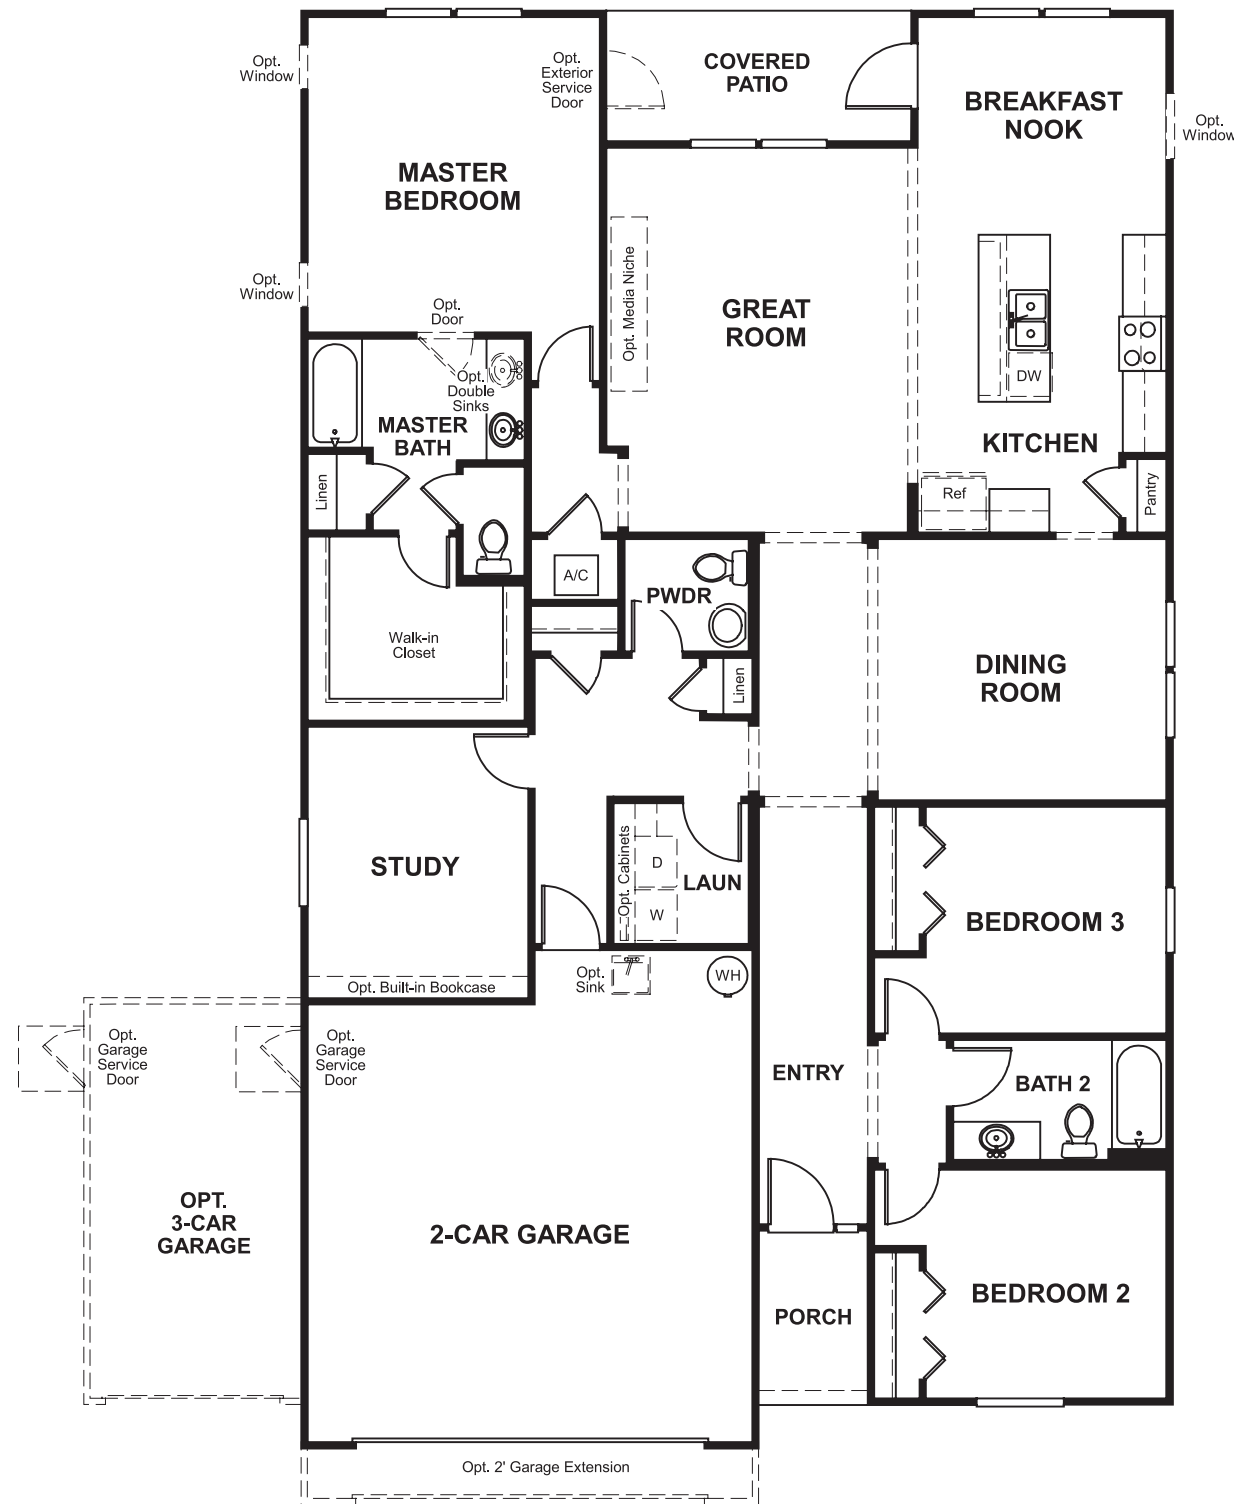 Opt.
Window
Opt.
Exterior
Service
Door
COVERED
PATIO
BREAKFAST
NOOK
Opt.
Window
MASTER
BEDROOM
Opt.
Window
Opt.
Door
Opt. Media Niche
GREAT
ROOM
DW
Opt.
Double
Sinks
MASTER
BATH
KITCHEN
Linen
Ref
Pantry
A/C
PWDR
Walk-in
Closet
Linen
DINING
ROOM
STUDY
Opt. Cabinets
D
W
LAUN
BEDROOM 3
Opt. Built-in Bookcase
Opt.
Sink
WH
Opt.
Garage
Service
Door
Opt.
Garage
Service
Door
ENTRY
BATH 2
OPT.
3-CAR
GARAGE
2-CAR GARAGE
PORCH
BEDROOM 2
Opt. 2' Garage Extension